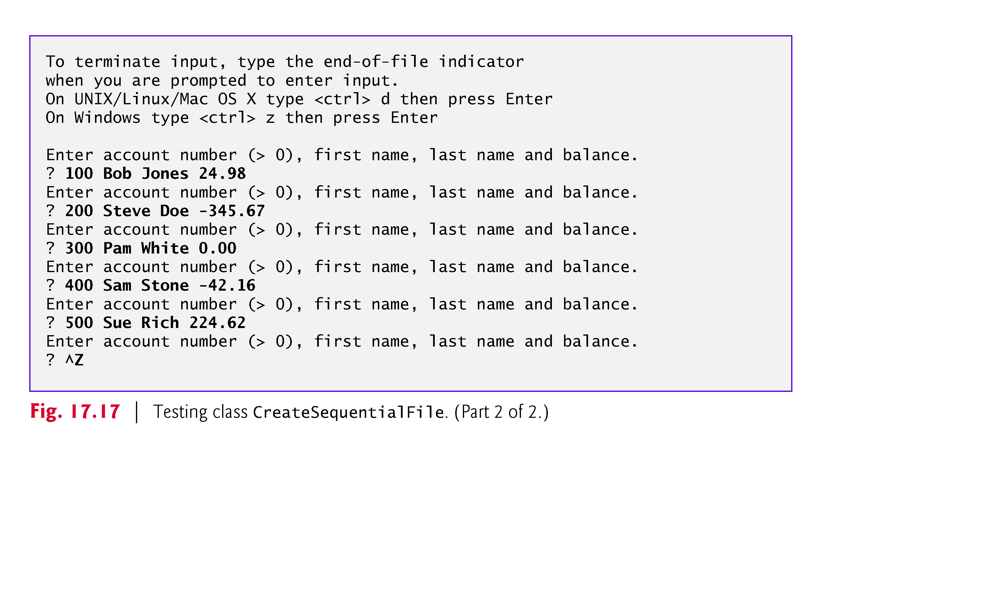 To terminate input, type the end-of-file indicator
when you are prompted to enter input.
On UNIX/Linux/Mac OS X type <ctrl> d then press Enter
On Windows type <ctrl> z then press Enter
Enter account number (> 0), first name, last name and balance.
? 100 Bob Jones 24.98
Enter account number (> 0), first name, last name and balance.
? 200 Steve Doe -345.67
Enter account number (> 0), first name, last name and balance.
? 300 Pam White 0.00
Enter account number (> 0), first name, last name and balance.
? 400 Sam Stone -42.16
Enter account number (> 0), first name, last name and balance.
? 500 Sue Rich 224.62
Enter account number (> 0), first name, last name and balance.
? ^Z
Fig. 17.17 | Testing class CreateSequentialFile. (Part 2 of 2.)